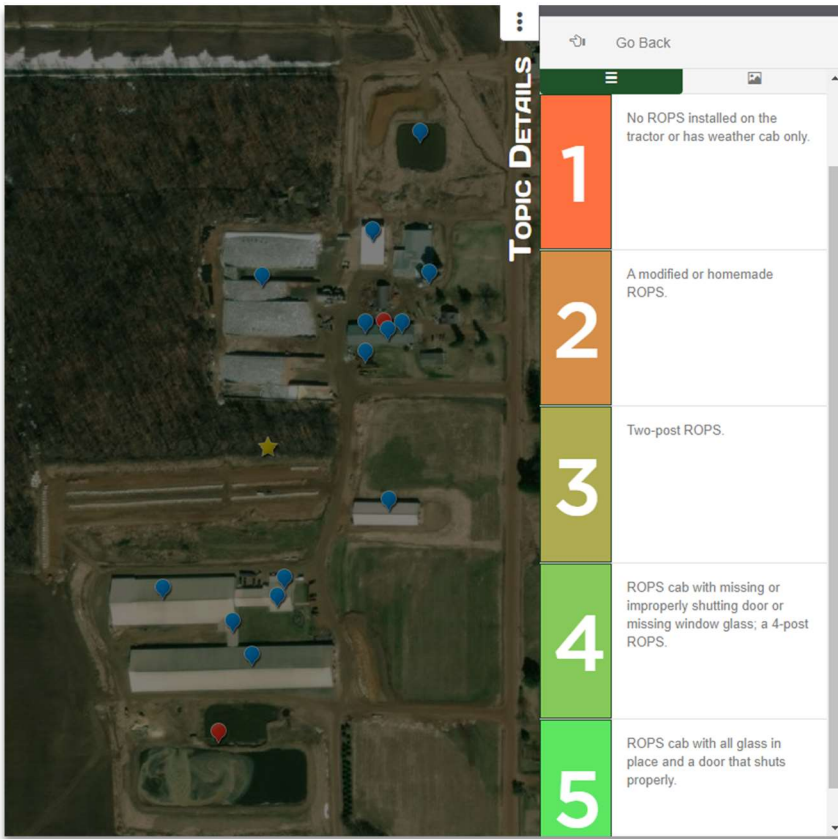 TOPIC DETAILS
Go Back
1
No ROPS installed on the
tractor or has weather cab only.
2
A modified or homemade
ROPS.
3
Two-post ROPS.
4
ROPS cab with missing or
improperly shutting door or
missing window glass; a 4-post
ROPS.
5
ROPS cab with all glass in
place and a door that shuts
properly.